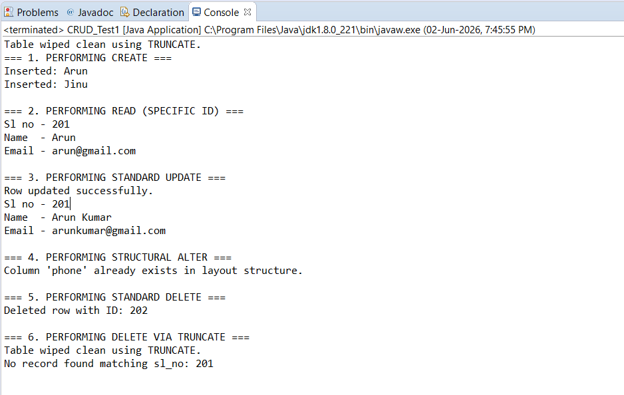 Problems Javadoc Declaration Console
<terminated> CRUD_Test1 [Java Application] C:\Program Files\Java\jdk1.8.0_221\bin\javaw.exe (02-Jun-2026, 7:45:55 PM)
Table wiped clean using TRUNCATE.
=== 1. PERFORMING CREATE ===
Inserted: Arun
Inserted: Jinu

=== 2. PERFORMING READ (SPECIFIC ID) ===
Sl no - 201
Name  - Arun
Email - arun@gmail.com

=== 3. PERFORMING STANDARD UPDATE ===
Row updated successfully.
Sl no - 201
Name  - Arun Kumar
Email - arunkumar@gmail.com

=== 4. PERFORMING STRUCTURAL ALTER ===
Column 'phone' already exists in layout structure.

=== 5. PERFORMING STANDARD DELETE ===
Deleted row with ID: 202

=== 6. PERFORMING DELETE VIA TRUNCATE ===
Table wiped clean using TRUNCATE.
No record found matching sl_no: 201